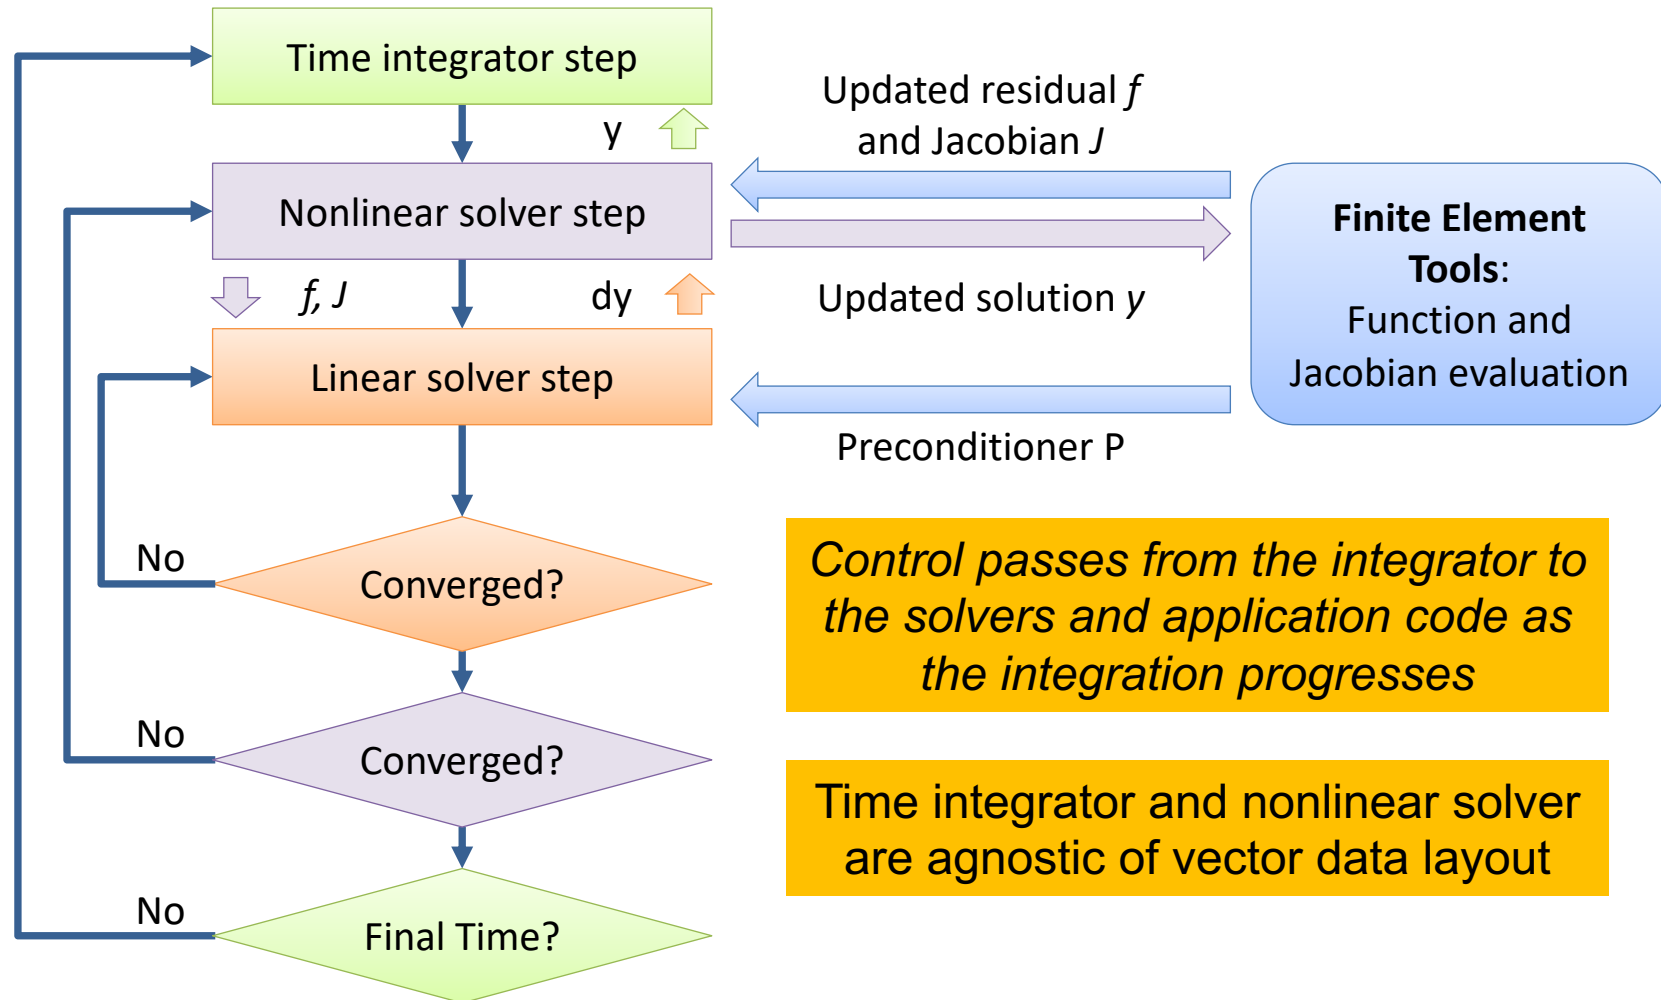 Time integrator step
y
Updated residual f
and Jacobian J
Nonlinear solver step
f, J
dy
Updated solution y
Finite Element
Tools:
Function and
Jacobian evaluation
Linear solver step
Preconditioner P
No
Converged?
Control passes from the integrator to
the solvers and application code as
the integration progresses
No
Converged?
Time integrator and nonlinear solver
are agnostic of vector data layout
No
Final Time?